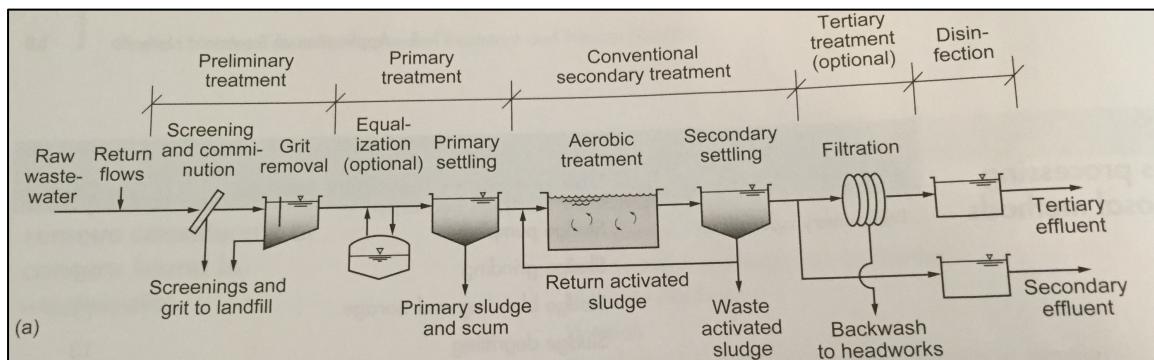 Preliminary
treatment
Primary
treatment
Conventional
secondary treatment
Tertiary
treatment
(optional)
Disin-
fection
Raw
waste-
water
Return
flows
Screening
and commi-
nution
Grit
removal
Equal-
ization
(optional)
Primary
settling
Aerobic
treatment
Secondary
settling
Filtration
Tertiary
effluent
Screenings and
grit to landfill
Primary sludge
and scum
Return activated
sludge
Waste
activated
sludge
Backwash
to headworks
Secondary
effluent
(a)